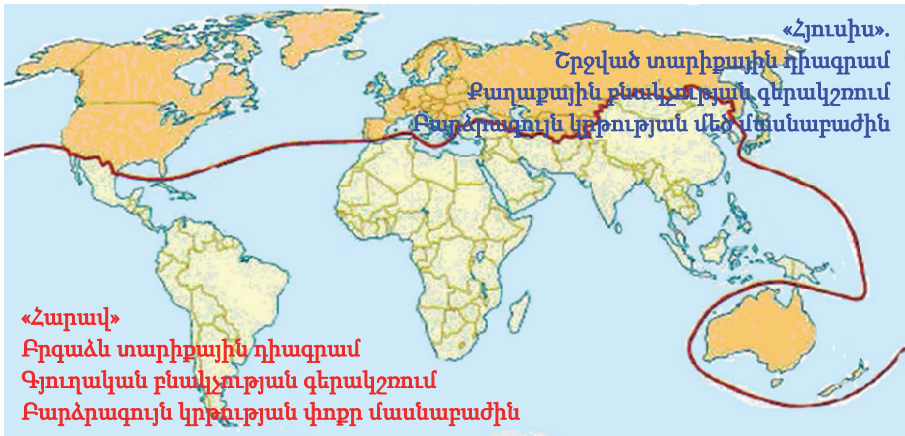 «Հյուսիս».
Շրջված տարիքային դիագրամ
Քաղաքային բնակչության գերակշռում
Բարձրագույն կրթության մեծ մասնաբաժին
«Հարավ»
Բրգաձև տարիքային դիագրամ
Գյուղական բնակչության գերակշռում
Բարձրագույն կրթության փոքր մասնաբաժին